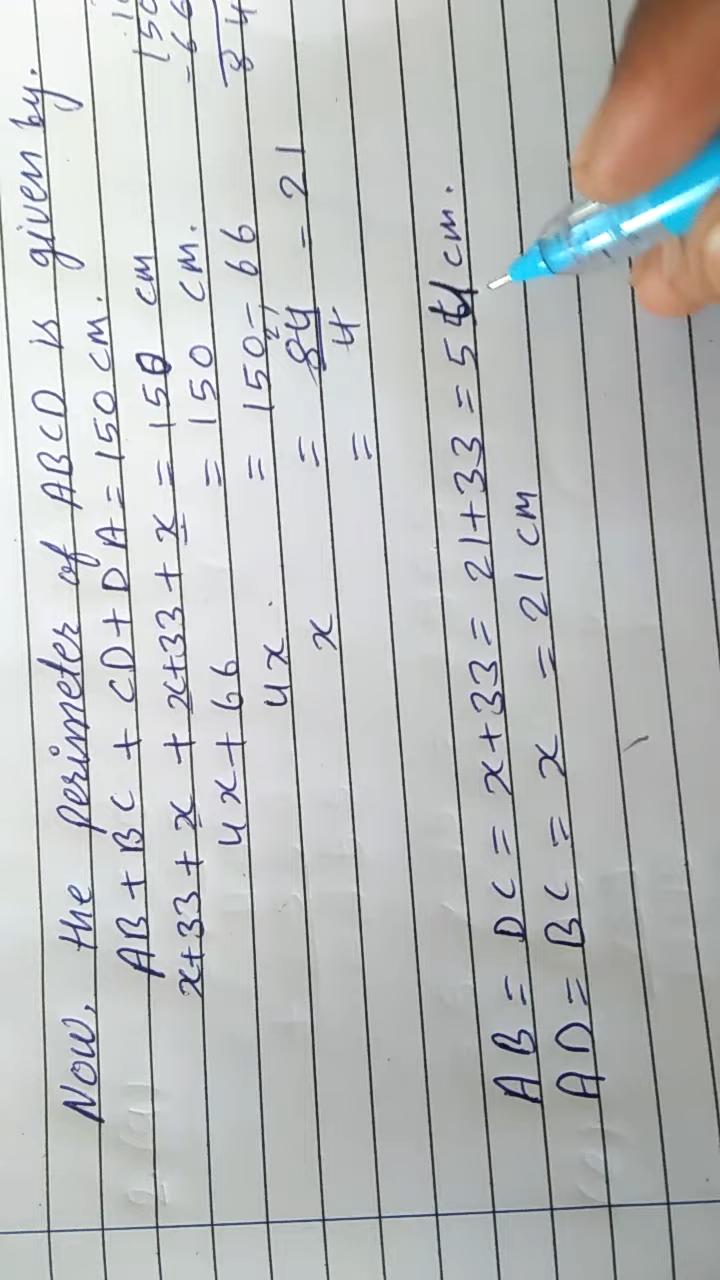 Now, the perimeter of ABCD is given by.
AB + BC + CD + DA = 150 cm.
x+33 + x + x+33 + x = 150 cm
4x + 66 = 150 cm.
4x = 150 - 66
x = 84/4 - 21
=
150
-66
84
AB = DC = x+33 = 21+33 = 54 cm.
AD = BC = x = 21 cm